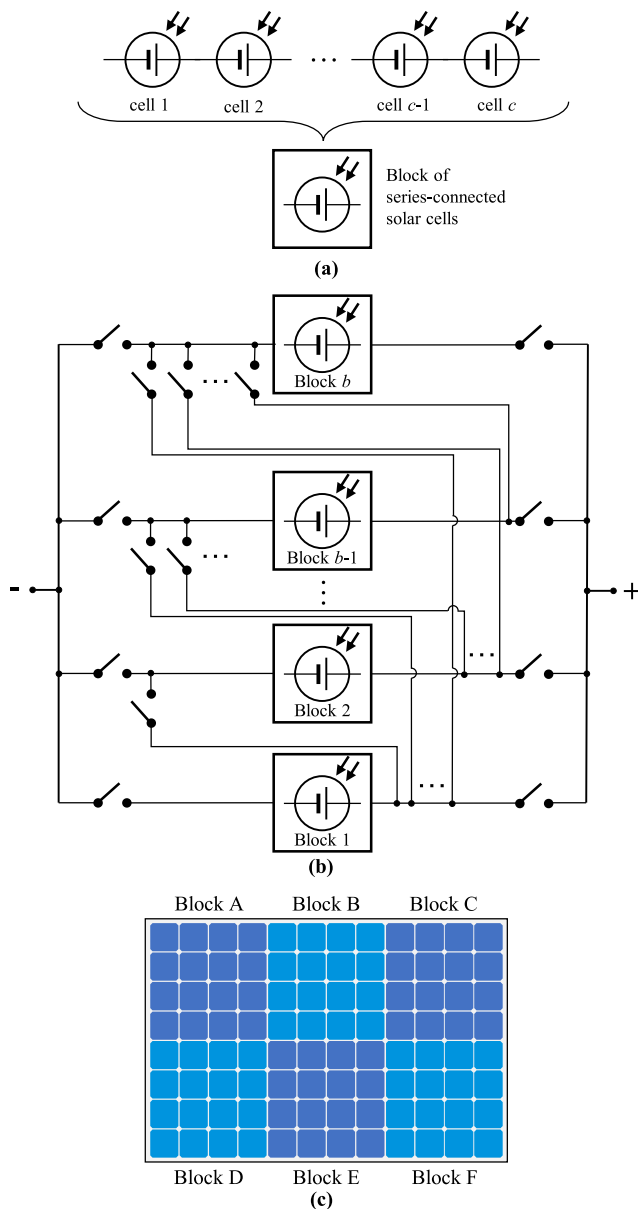 cell 1
cell 2
···
cell c-1
cell c
Block of
series-connected
solar cells
(a)
Block b
···
Block b-1
···
-
+
Block 2
···
Block 1
···
(b)
Block A
Block B
Block C
Block D
Block E
Block F
(c)